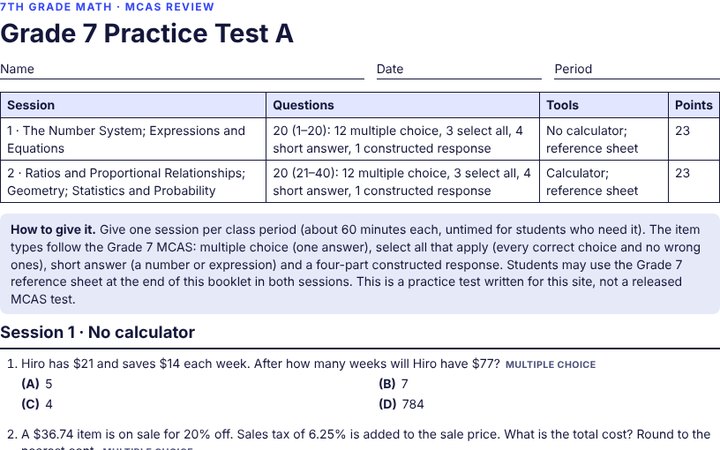 7TH GRADE MATH · MCAS REVIEW
Grade 7 Practice Test A
Name
Date
Period
Session
Questions
Tools
Points
1 · The Number System; Expressions and
Equations
20 (1–20): 12 multiple choice, 3 select all, 4
short answer, 1 constructed response
No calculator;
reference sheet
23
2 · Ratios and Proportional Relationships;
Geometry; Statistics and Probability
20 (21–40): 12 multiple choice, 3 select all, 4
short answer, 1 constructed response
Calculator;
reference sheet
23
How to give it. Give one session per class period (about 60 minutes each, untimed for students who need it). The item
types follow the Grade 7 MCAS: multiple choice (one answer), select all that apply (every correct choice and no wrong
ones), short answer (a number or expression) and a four-part constructed response. Students may use the Grade 7
reference sheet at the end of this booklet in both sessions. This is a practice test written for this site, not a released
MCAS test.
Session 1 · No calculator
1. Hiro has $21 and saves $14 each week. After how many weeks will Hiro have $77? MULTIPLE CHOICE
(A) 5
(B) 7
(C) 4
(D) 784
2. A $36.74 item is on sale for 20% off. Sales tax of 6.25% is added to the sale price. What is the total cost? Round to the
nearest cent. MULTIPLE CHOICE